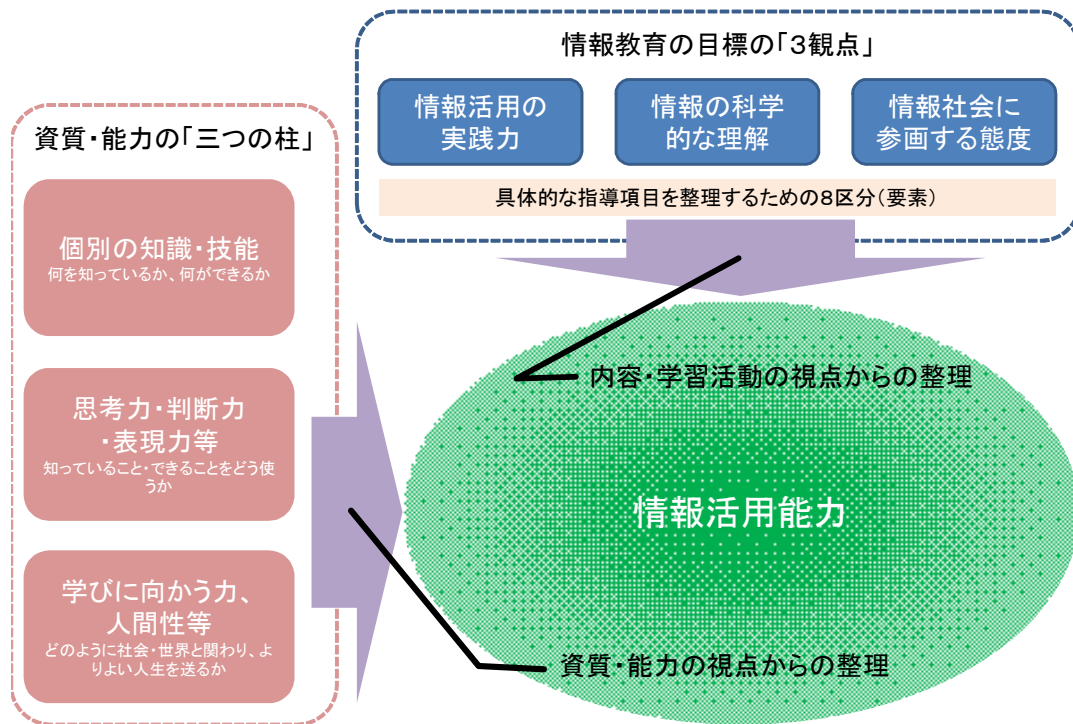 情報教育の目標の「3観点」
情報活用の
実践力
情報の科学
的な理解
情報社会に
参画する態度
具体的な指導項目を整理するための8区分(要素)
資質・能力の「三つの柱」
個別の知識・技能
何を知っているか、何ができるか
思考力・判断力
・表現力等
知っていること・できることをどう使
うか
学びに向かう力、
人間性等
どのように社会・世界と関わり、よ
りよい人生を送るか
内容・学習活動の視点からの整理
情報活用能力
資質・能力の視点からの整理